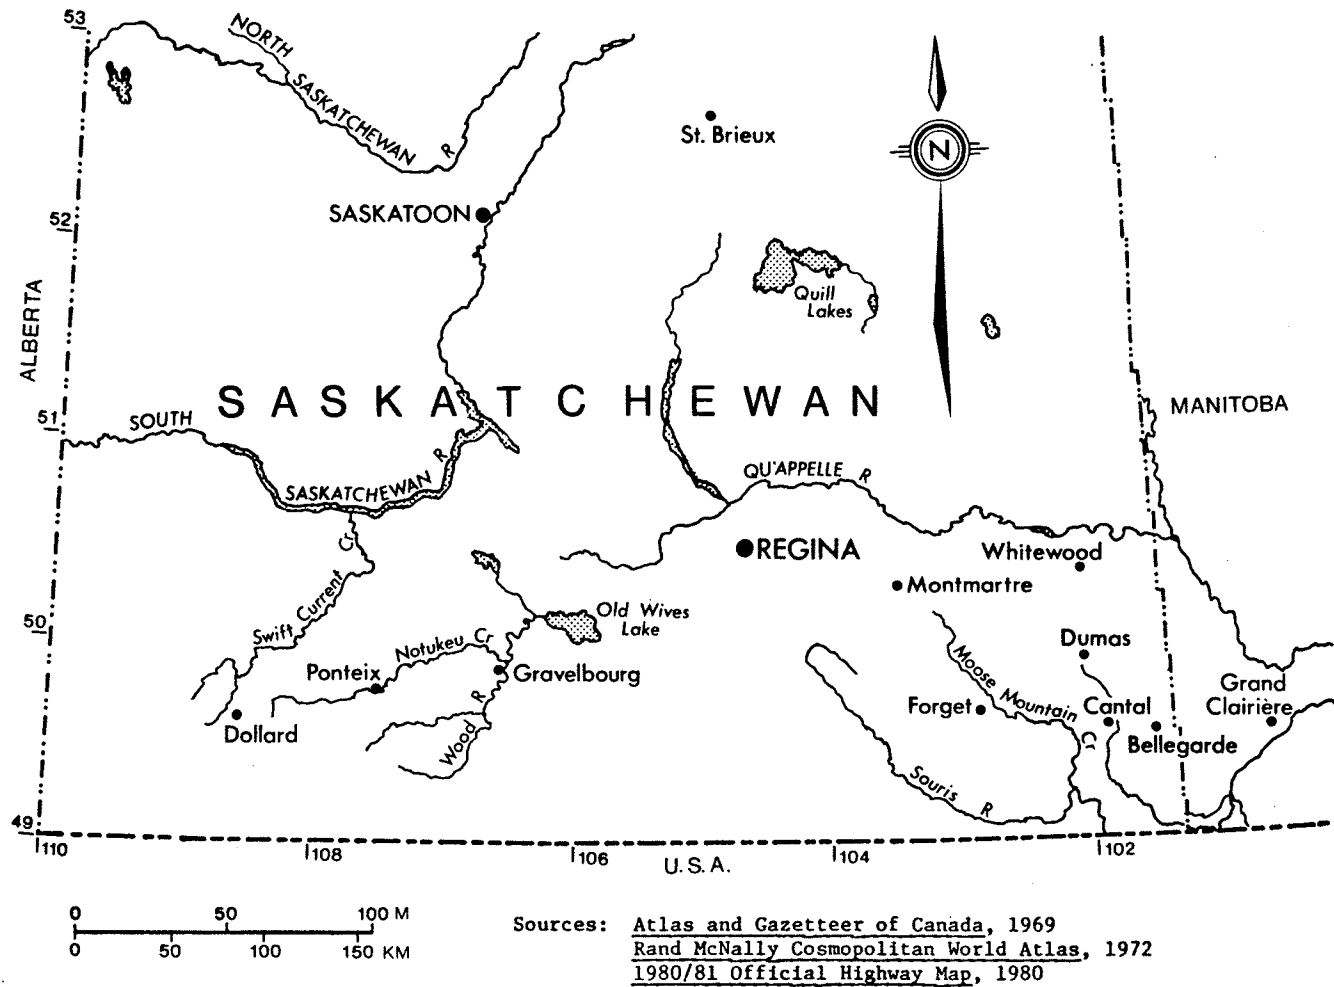 53
NORTH
SASKATCHEWAN R
St. Brieux
N
SASKATOON
52
Quill
Lakes
ALBERTA
SASKATCHEWAN
MANITOBA
51
SOUTH
SASKATCHEWAN R
QU'APPELLE R
REGINA
Whitewood
Montmartre
Swift Current Cr
50
Old Wives
Lake
Notukeu Cr
Dumas
Ponteix
Gravelbourg
Moose Mountain Cr
Grand
Clairière
Forget
Cantal
Dollard
Wood R
Bellegarde
Souris R
49
110
108
106
104
102
U.S.A.
0 50 100 M
0 50 100 150 KM
Sources: Atlas and Gazetteer of Canada, 1969
Rand McNally Cosmopolitan World Atlas, 1972
1980/81 Official Highway Map, 1980